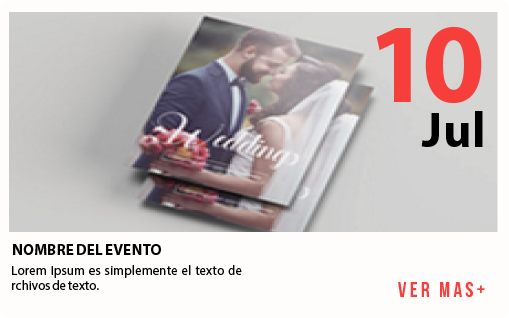 10
Jul
Wedding
NOMBRE DEL EVENTO
Lorem Ipsum es simplemente el texto de
rchivos de texto.
VER MAS+